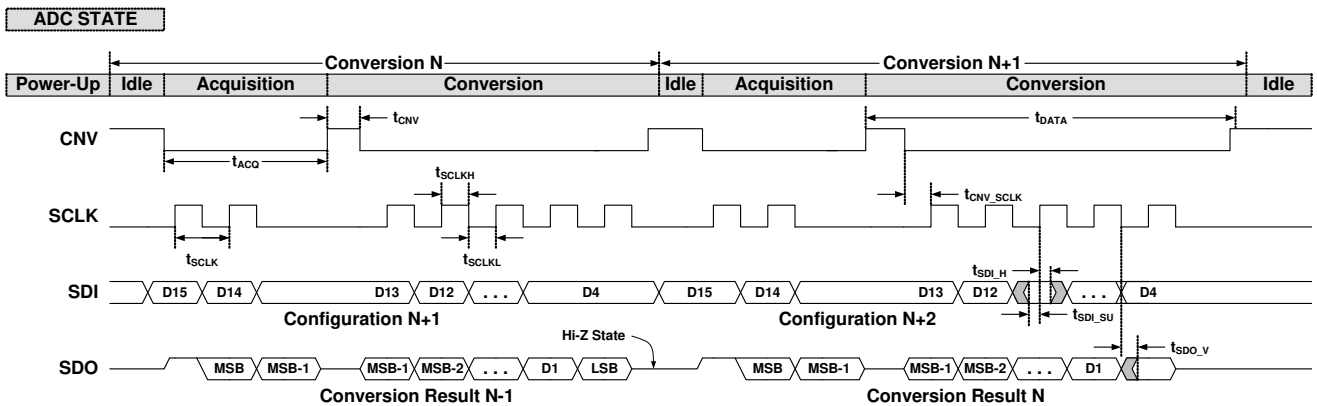 ADC STATE
Conversion N Conversion N+1
Power-Up Idle Acquisition Conversion Idle Acquisition Conversion Idle
CNV tCNV tDATA
tACQ
tSCLKH
SCLK tCNV_SCLK
tSCLK tSCLKL
tSDI_H
SDI D15 D14 D13 D12 . . . D4 D15 D14 D13 D12 . . . D4
Configuration N+1 Configuration N+2 tSDI_SU
Hi-Z State tSDO_V
SDO MSB MSB-1 MSB-1 MSB-2 . . . D1 LSB MSB MSB-1 MSB-1 MSB-2 . . . D1
Conversion Result N-1 Conversion Result N